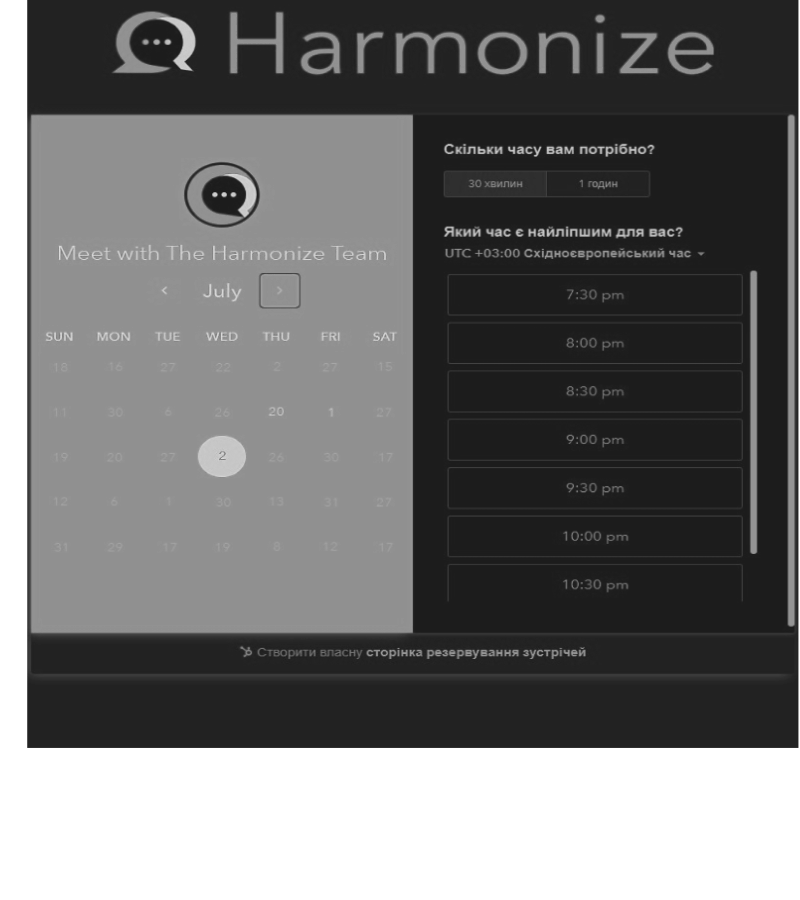 Harmonize
Meet with The Harmonize Team
< July >
SUN MON TUE WED THU FRI SAT
18 16 27 22 2 27 15
11 30 6 26 20 1 27
19 20 27 2 26 30 17
12 6 1 30 13 31 27
31 29 17 19 8 12 17
Скільки часу вам потрібно?
30 хвилин 1 годин
Який час є найліпшим для вас?
UTC +03:00 Східноєвропейський час
7:30 pm
8:00 pm
8:30 pm
9:00 pm
9:30 pm
10:00 pm
10:30 pm
Створити власну сторінка резервування зустрічей